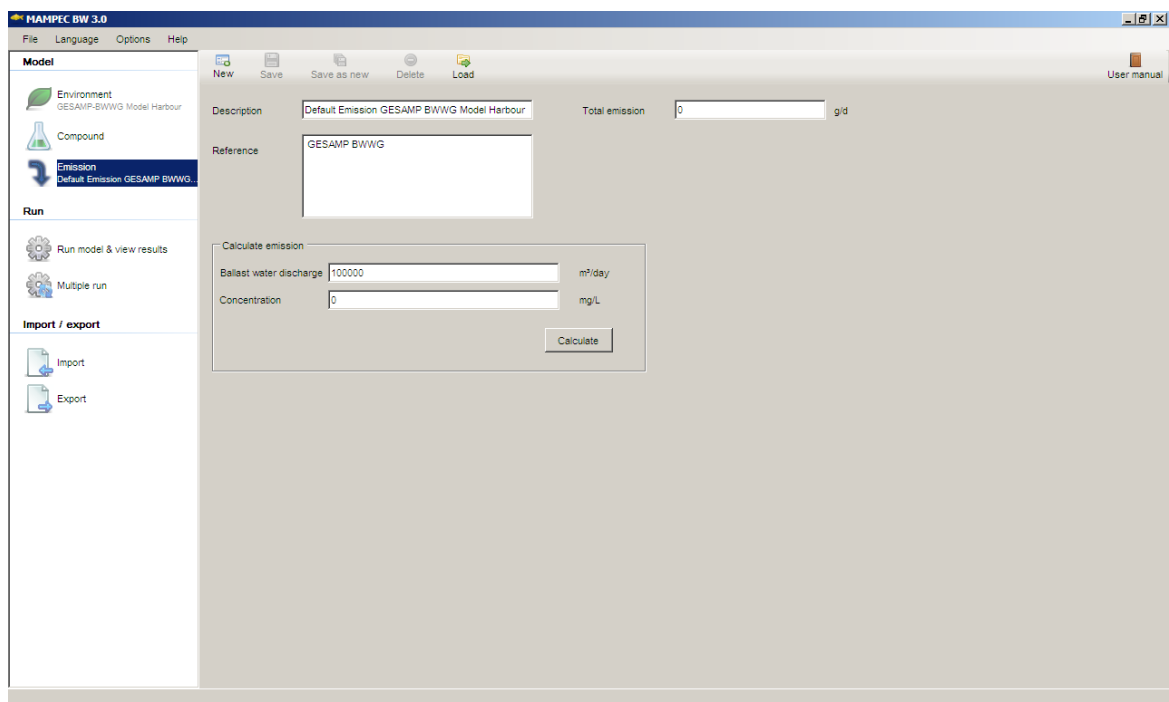 MAMPEC BW 3.0
File Language Options Help
Model
Environment
GESAMP-BWWG Model Harbour
Compound
Emission
Default Emission GESAMP BWWG...
Run
Run model & view results
Multiple run
Import / export
Import
Export
New Save Save as new Delete Load User manual
Description Default Emission GESAMP BWWG Model Harbour Total emission 0 g/d
Reference GESAMP BWWG
Calculate emission
Ballast water discharge 100000 m³/day
Concentration 0 mg/L
Calculate